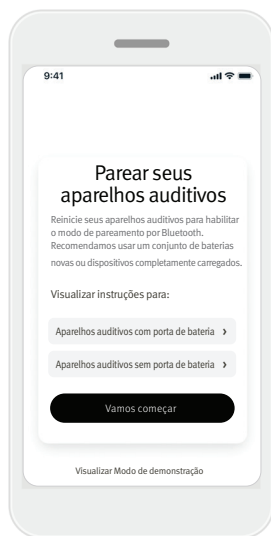 9:41
Parear seus
aparelhos auditivos
Reinicie seus aparelhos auditivos para habilitar
o modo de pareamento por Bluetooth.
Recomendamos usar um conjunto de baterias
novas ou dispositivos completamente carregados.
Visualizar instruções para:
Aparelhos auditivos com porta de bateria ›
Aparelhos auditivos sem porta de bateria ›
Vamos começar
Visualizar Modo de demonstração